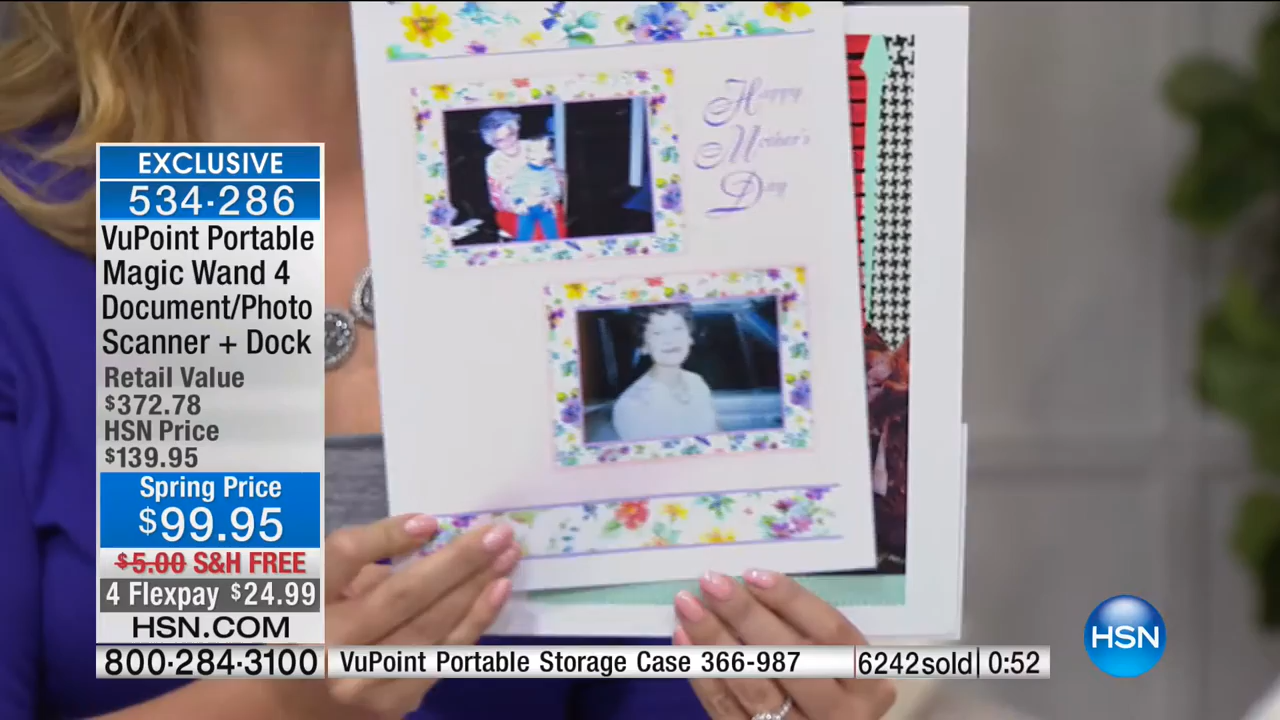 EXCLUSIVE
534·286
VuPoint Portable
Magic Wand 4
Document/Photo
Scanner + Dock
Retail Value
$372.78
HSN Price
$139.95
Spring Price
$99.95
$5.00 S&H FREE
4 Flexpay $24.99
HSN.COM
800·284·3100
VuPoint Portable Storage Case 366-987
6242sold
0:52
Happy
Mother's
Day
HSN